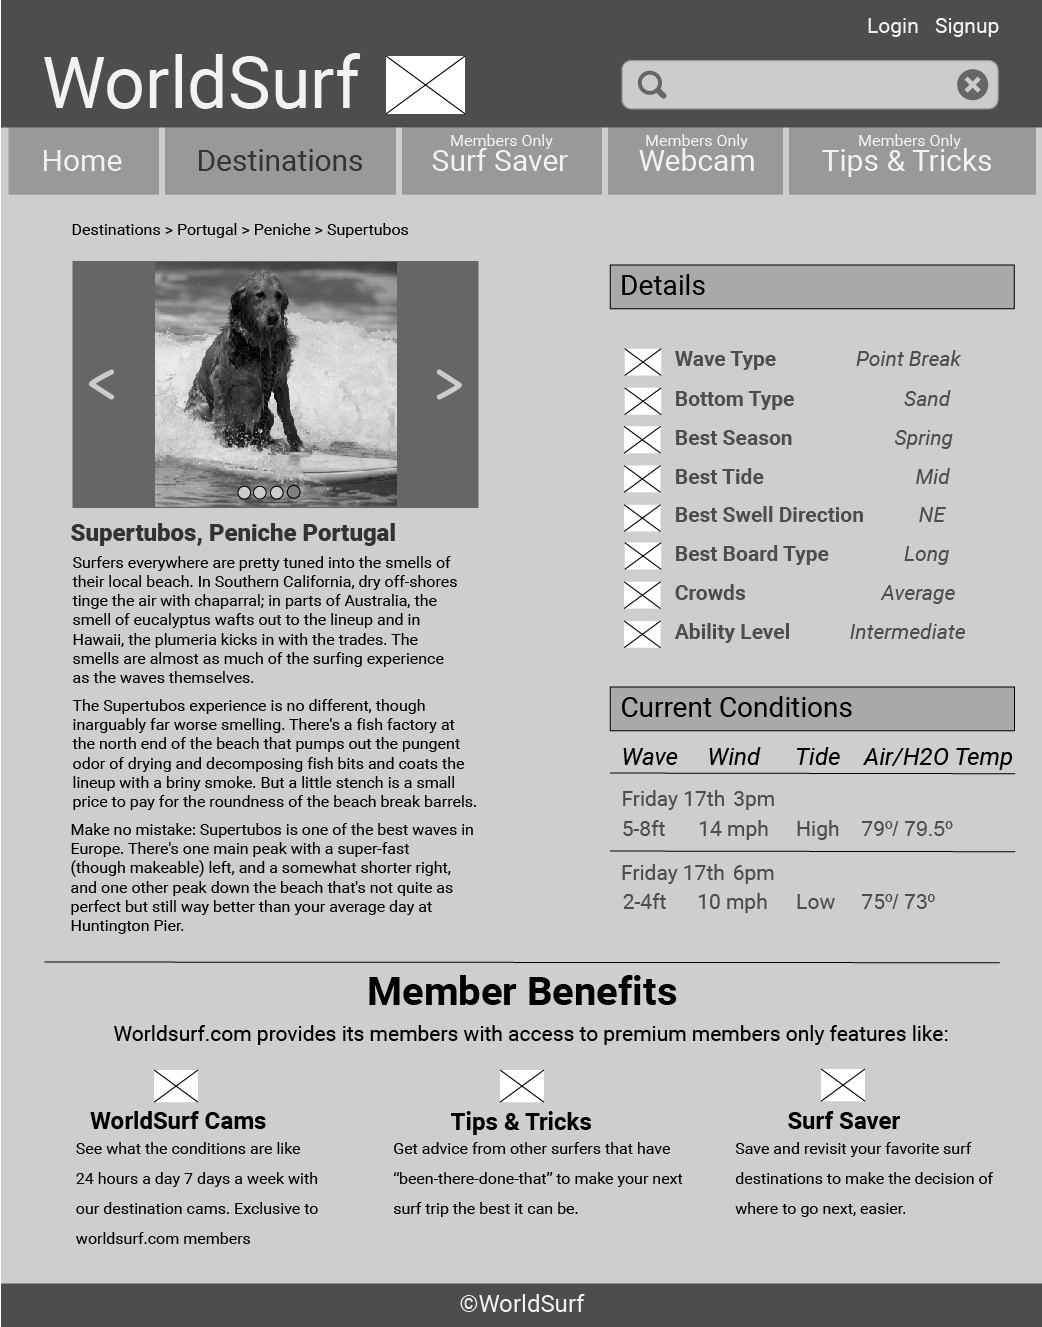 Login Signup
WorldSurf
Home
Destinations
Members Only
Surf Saver
Members Only
Webcam
Members Only
Tips & Tricks
Destinations > Portugal > Peniche > Supertubos
< >
Supertubos, Peniche Portugal
Surfers everywhere are pretty tuned into the smells of
their local beach. In Southern California, dry off-shores
tinge the air with chaparral; in parts of Australia, the
smell of eucalyptus wafts out to the lineup and in
Hawaii, the plumeria kicks in with the trades. The
smells are almost as much of the surfing experience
as the waves themselves.
The Supertubos experience is no different, though
inarguably far worse smelling. There's a fish factory at
the north end of the beach that pumps out the pungent
odor of drying and decomposing fish bits and coats the
lineup with a briny smoke. But a little stench is a small
price to pay for the roundness of the beach break barrels.
Make no mistake: Supertubos is one of the best waves in
Europe. There's one main peak with a super-fast
(though makeable) left, and a somewhat shorter right,
and one other peak down the beach that's not quite as
perfect but still way better than your average day at
Huntington Pier.
Details
Wave Type Point Break
Bottom Type Sand
Best Season Spring
Best Tide Mid
Best Swell Direction NE
Best Board Type Long
Crowds Average
Ability Level Intermediate
Current Conditions
Wave Wind Tide Air/H2O Temp
Friday 17th 3pm
5-8ft 14 mph High 79º/ 79.5º
Friday 17th 6pm
2-4ft 10 mph Low 75º/ 73º
Member Benefits
Worldsurf.com provides its members with access to premium members only features like:
WorldSurf Cams
See what the conditions are like
24 hours a day 7 days a week with
our destination cams. Exclusive to
worldsurf.com members
Tips & Tricks
Get advice from other surfers that have
“been-there-done-that” to make your next
surf trip the best it can be.
Surf Saver
Save and revisit your favorite surf
destinations to make the decision of
where to go next, easier.
©WorldSurf